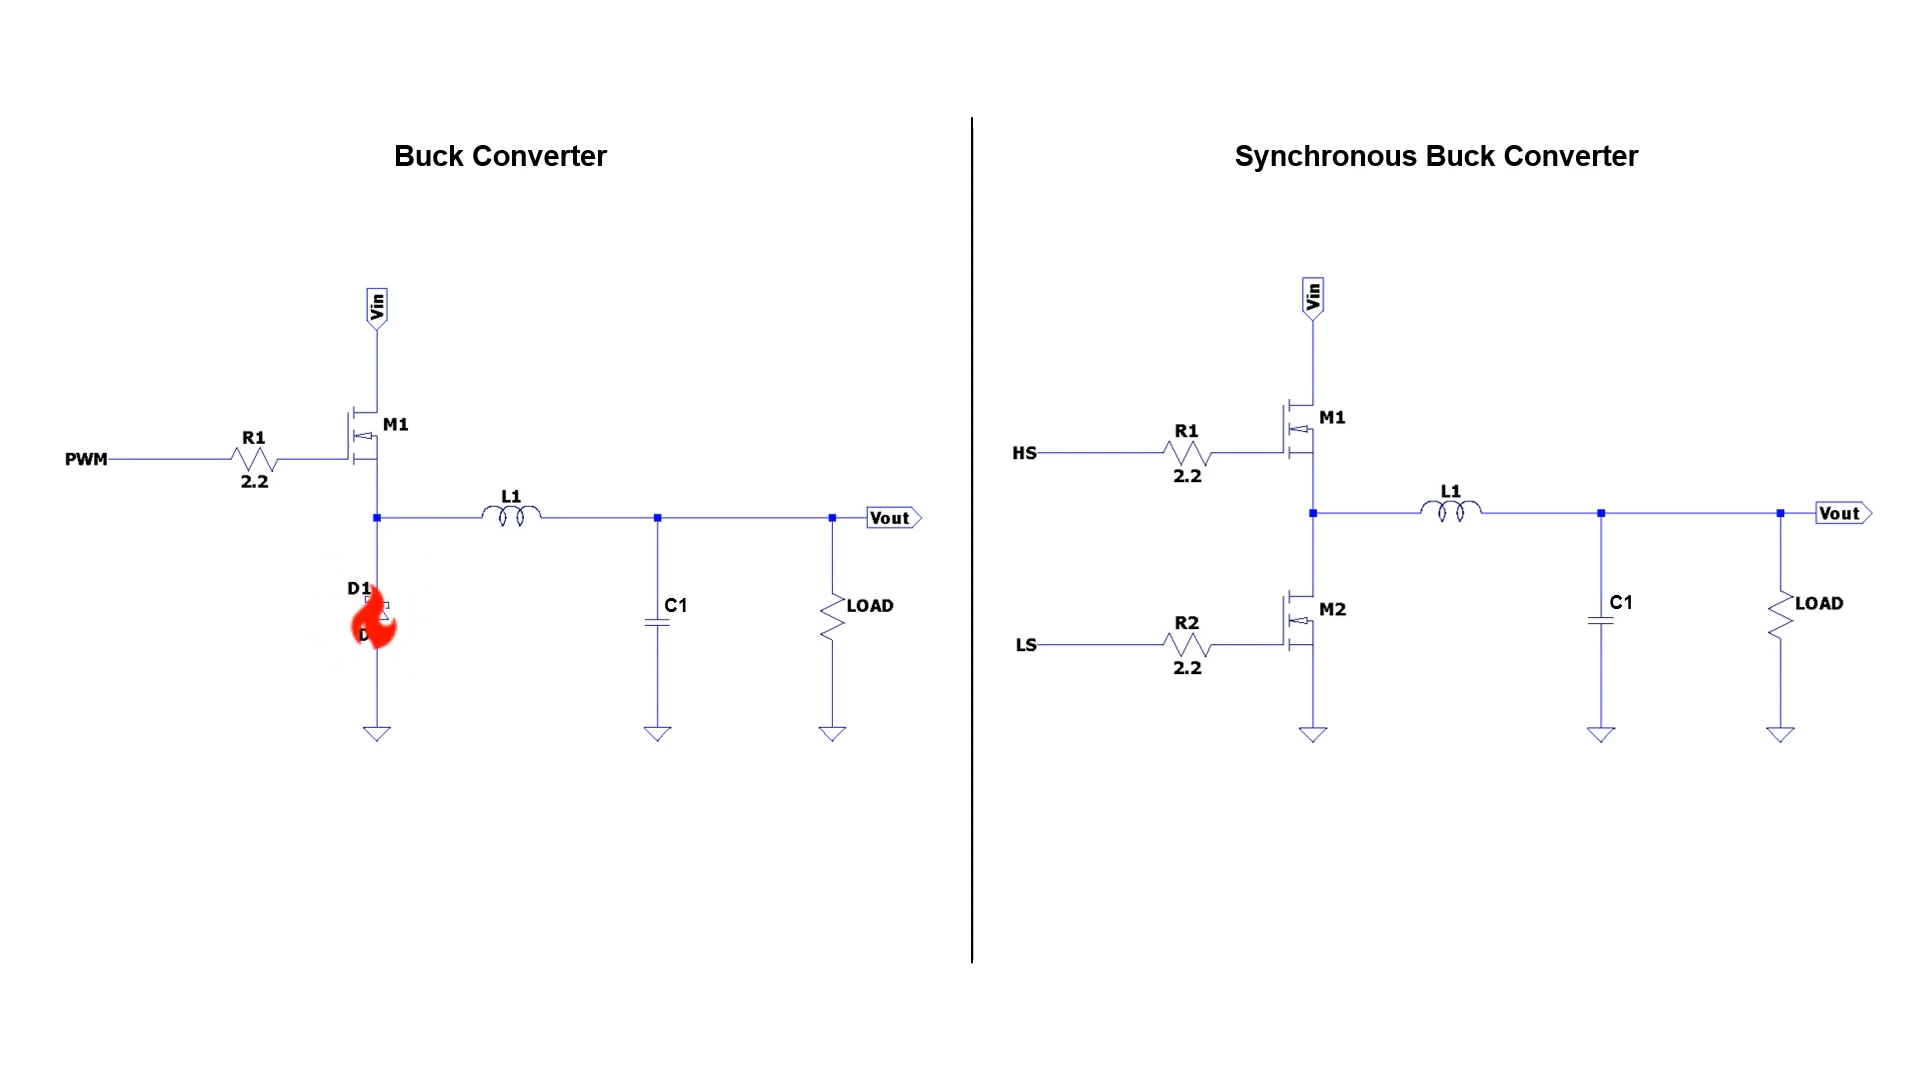 Buck Converter
Vin
M1
R1
PWM
2.2
L1
Vout
D1
D
C1
LOAD
Synchronous Buck Converter
Vin
M1
R1
HS
2.2
L1
Vout
M2
R2
LS
2.2
C1
LOAD